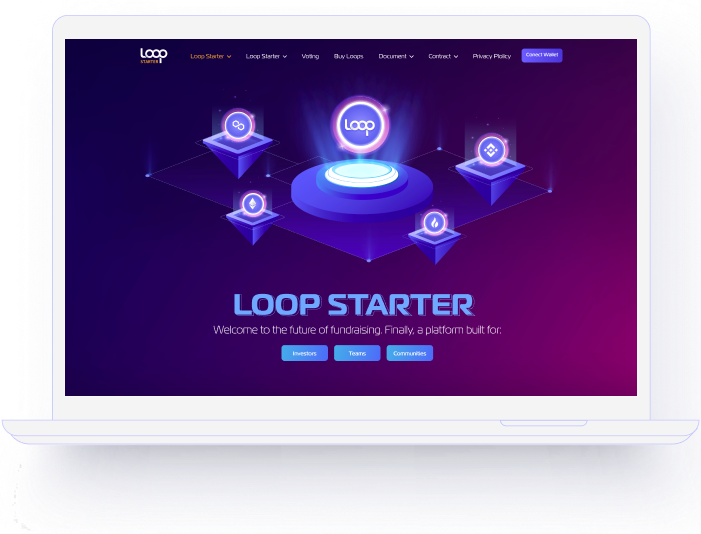 Loop
STARTER
Loop Starter Loop Starter Voting Buy Loops Document Contract Privacy Plolicy Conect Wallet
Loop
LOOP STARTER
Welcome to the future of fundraising. Finally, a platform built for:
Investors Teams Communities